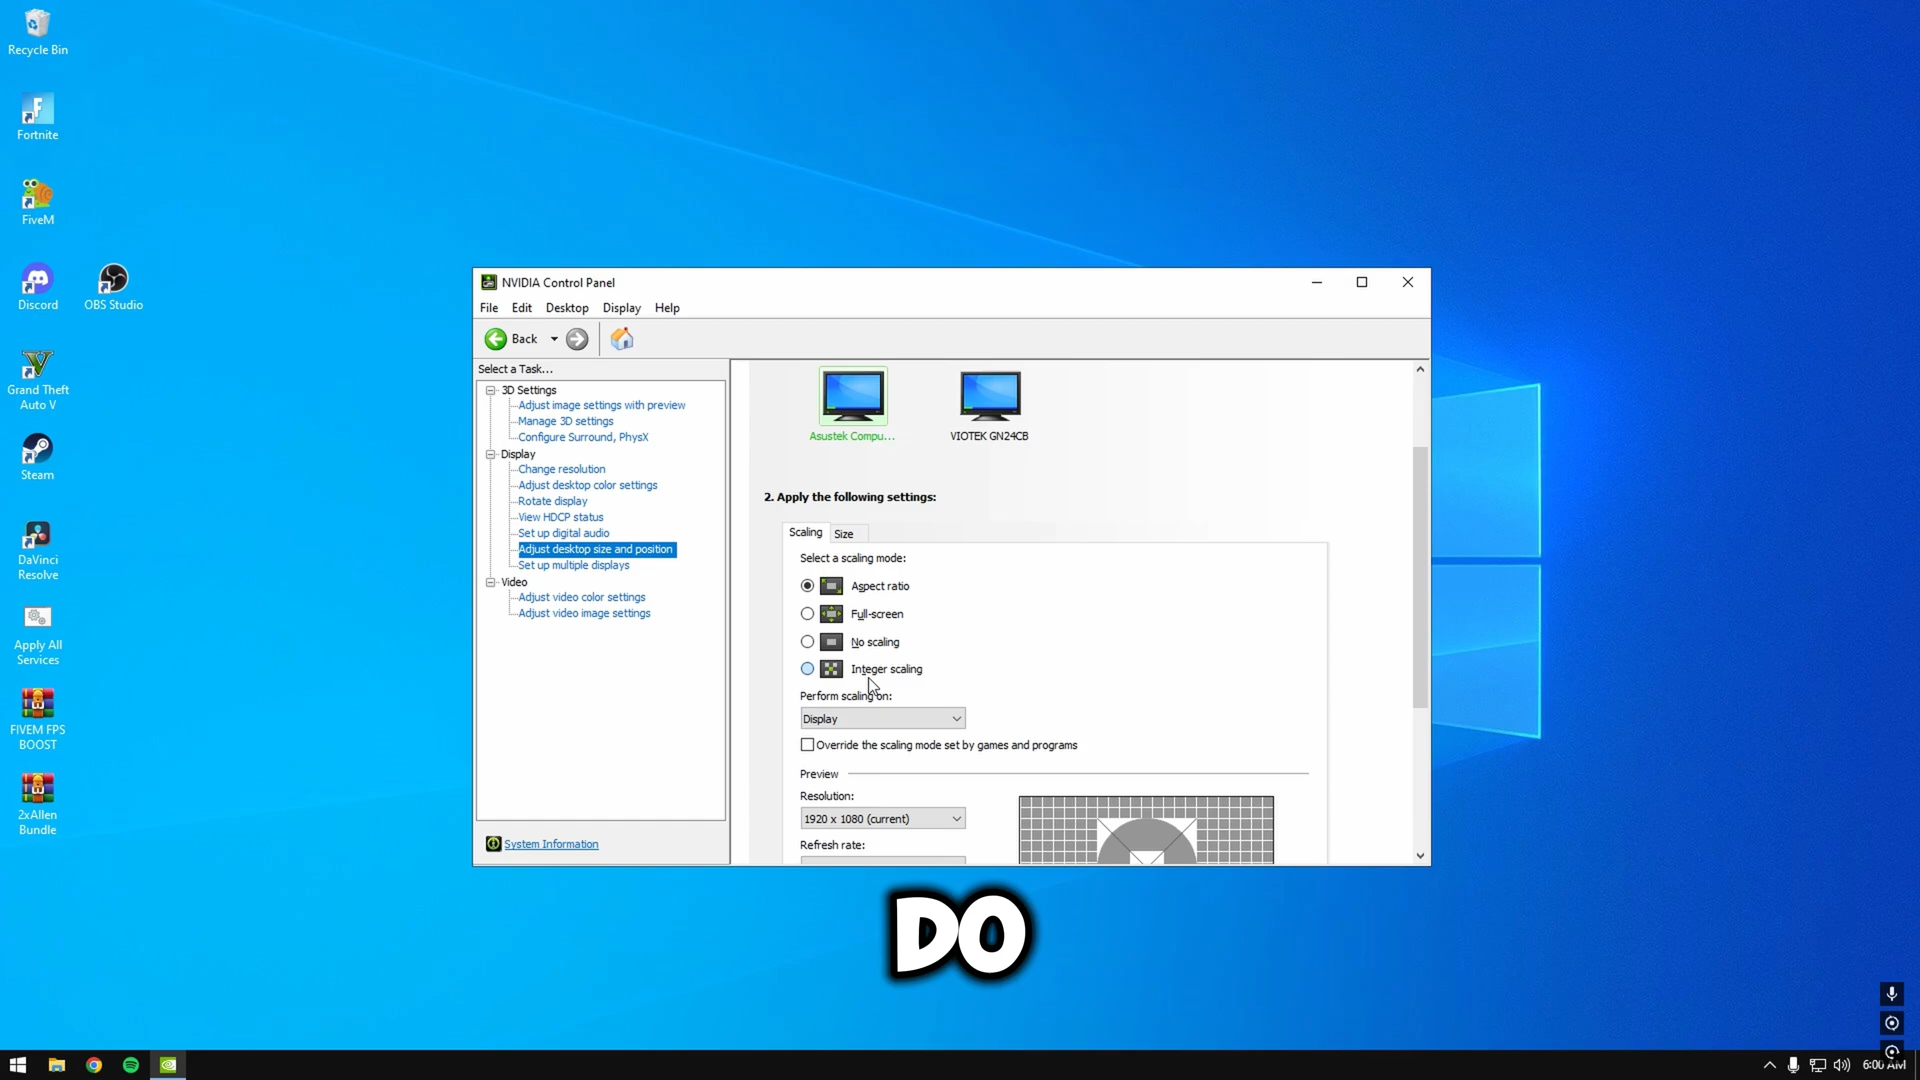 Recycle Bin
Fortnite
FiveM
Discord
OBS Studio
Grand Theft
Auto V
Steam
DaVinci
Resolve
Apply All
Services
FIVEM FPS
BOOST
2xAllen
Bundle
NVIDIA Control Panel
File Edit Desktop Display Help
Back
Select a Task...
3D Settings
Adjust image settings with preview
Manage 3D settings
Configure Surround, PhysX
Display
Change resolution
Adjust desktop color settings
Rotate display
View HDCP status
Set up digital audio
Adjust desktop size and position
Set up multiple displays
Video
Adjust video color settings
Adjust video image settings
System Information
Asustek Compu...
VIOTEK GN24CB
2. Apply the following settings:
Scaling Size
Select a scaling mode:
Aspect ratio
Full-screen
No scaling
Integer scaling
Perform scaling on:
Display
Override the scaling mode set by games and programs
Preview
Resolution:
1920 x 1080 (current)
Refresh rate:
DO
6:00 AM